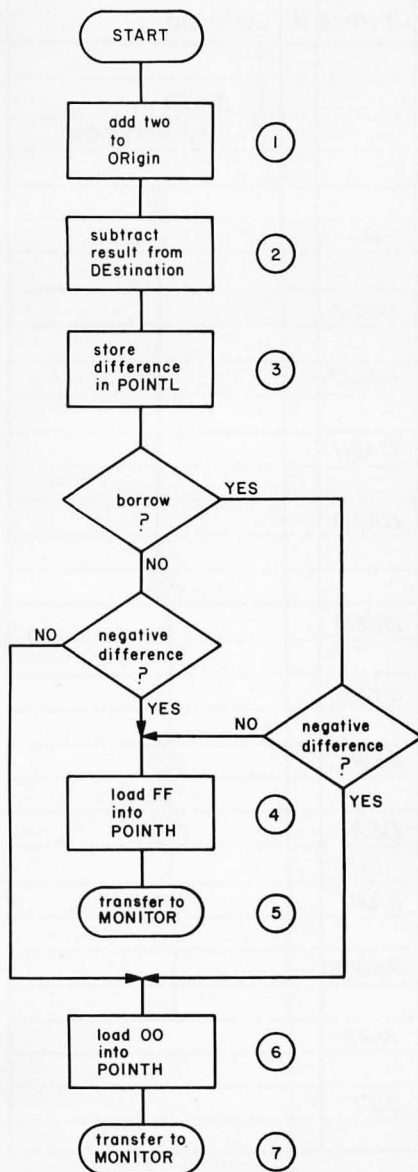 START
add two
to
ORigin
1
subtract
result from
DEstination
2
store
difference
in POINTL
3
borrow
?
YES
NO
NO
negative
difference
?
YES
NO
negative
difference
?
YES
load FF
into
POINTH
4
transfer to
MONITOR
5
load OO
into
POINTH
6
transfer to
MONITOR
7